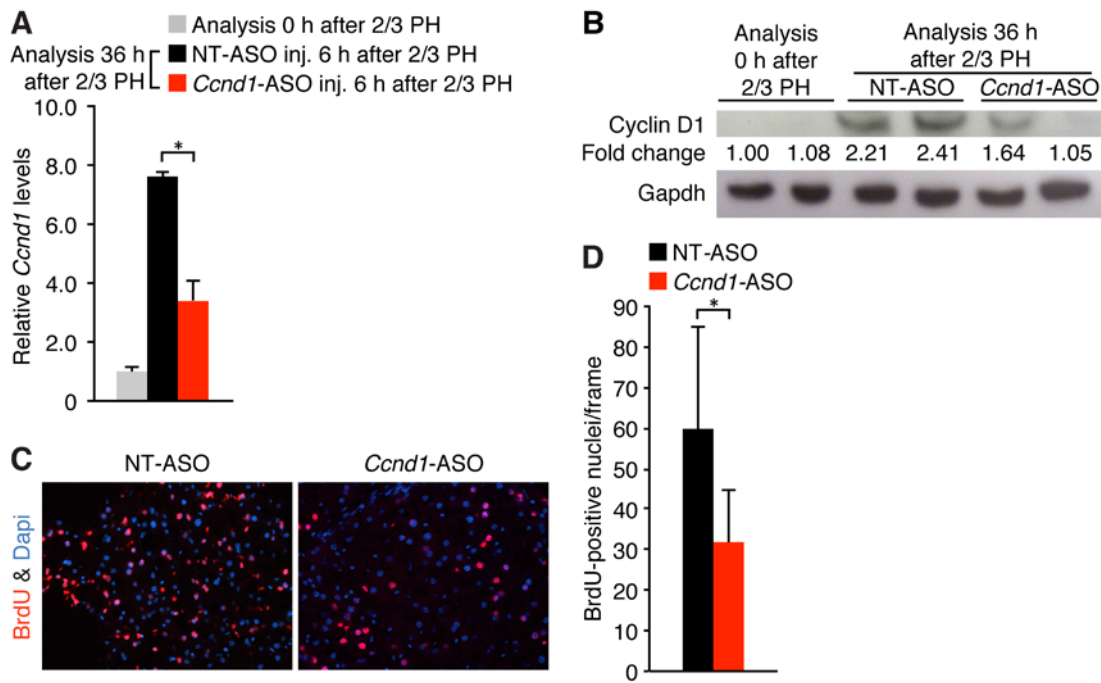 A
Analysis 0 h after 2/3 PH
Analysis 36 h
after 2/3 PH
NT-ASO inj. 6 h after 2/3 PH
Ccnd1-ASO inj. 6 h after 2/3 PH
Relative Ccnd1 levels
10.0
8.0
6.0
4.0
2.0
0
*
B
Analysis
0 h after
2/3 PH
Analysis 36 h
after 2/3 PH
NT-ASO Ccnd1-ASO
Cyclin D1
Fold change 1.00 1.08 2.21 2.41 1.64 1.05
Gapdh
C
NT-ASO Ccnd1-ASO
BrdU & Dapi
D
NT-ASO
Ccnd1-ASO
BrdU-positive nuclei/frame
90
80
70
60
50
40
30
20
10
0
*